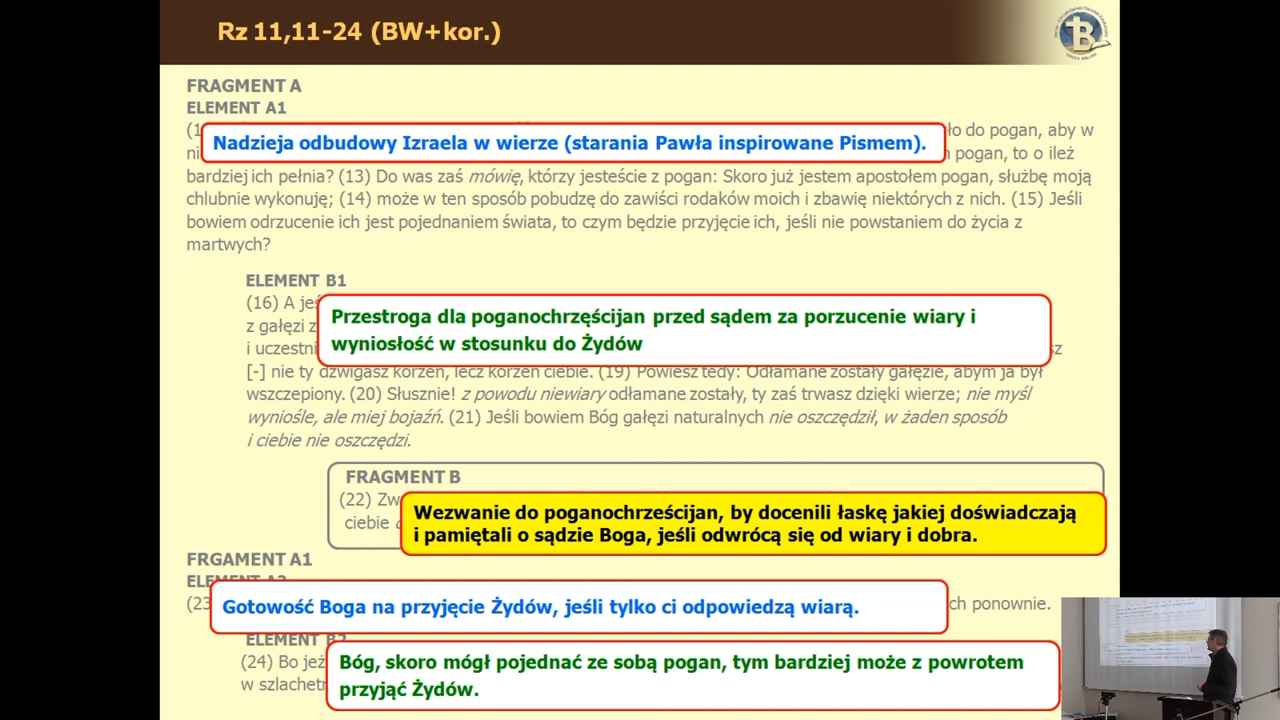 Rz 11,11-24 (BW+kor.)
FRAGMENT A
ELEMENT A1
Nadzieja odbudowy Izraela w wierze (starania Pawła inspirowane Pismem).
do pogan, aby w
pogan, to o ileż
bardziej ich pełnia? (13) Do was zaś mówię, którzy jesteście z pogan: Skoro już jestem apostołem pogan, służbę moją
chlubnie wykonuję; (14) może w ten sposób pobudzę do zawiści rodaków moich i zbawię niektórych z nich. (15) Jeśli
bowiem odrzucenie ich jest pojednaniem świata, to czym będzie przyjęcie ich, jeśli nie powstaniem do życia z
martwych?
ELEMENT B1
(16) A
z gałęzi
Przestroga dla poganochrzęścijan przed sądem za porzucenie wiary i
wyniosłość w stosunku do Żydów
[-] nie ty dźwigasz korzeń, lecz korzeń ciebie. (19) Powiesz tedy: Odłamane zostały gałęzie, abym ja był
wszczepiony. (20) Słusznie! z powodu niewiary odłamane zostały, ty zaś trwasz dzięki wierze; nie myśl
wyniośle, ale miej bojaźń. (21) Jeśli bowiem Bóg gałęzi naturalnych nie oszczędził, w żaden sposób
i ciebie nie oszczędzi.
FRAGMENT B
(22)
ciebie
Wezwanie do poganochrześcijan, by docenili łaskę jakiej doświadczają
i pamiętali o sądzie Boga, jeśli odwrócą się od wiary i dobra.
FRGAMENT A1
ELEMENT A2
Gotowość Boga na przyjęcie Żydów, jeśli tylko ci odpowiedzą wiarą.
ponownie.
ELEMENT B2
(24) Bo
Bóg, skoro mógł pojednać ze sobą pogan, tym bardziej może z powrotem
przyjąć Żydów.